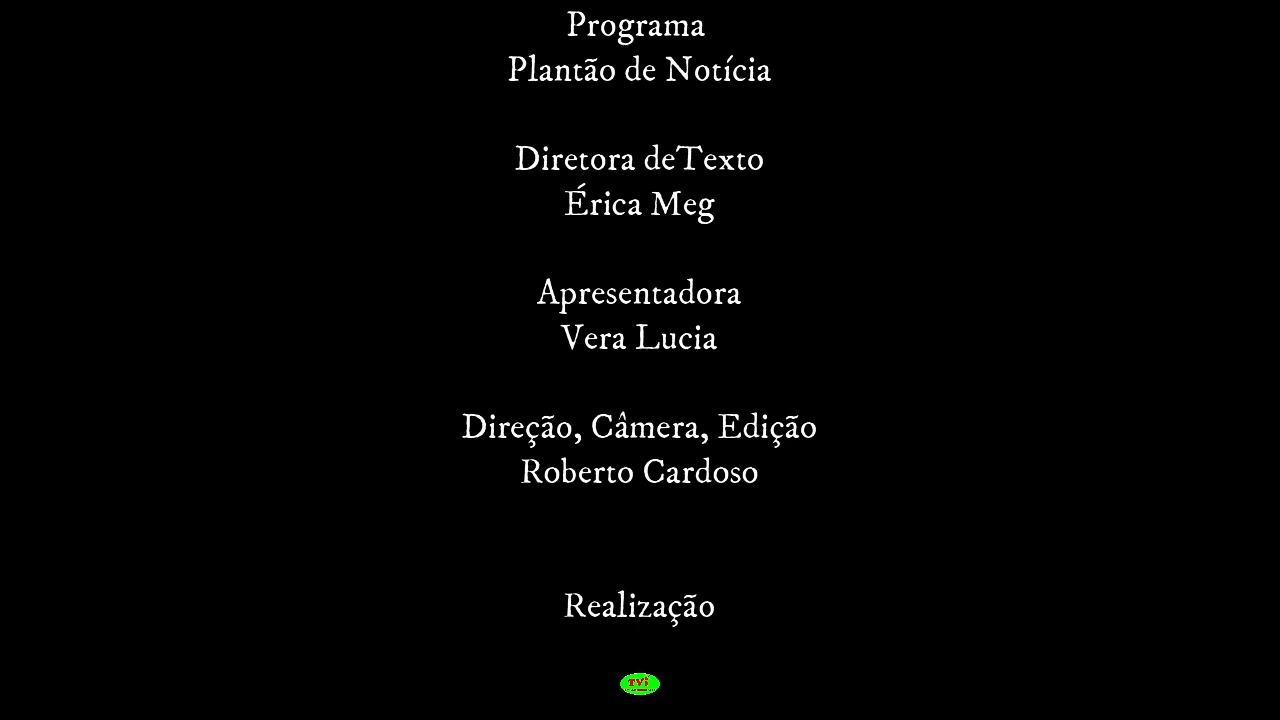 Programa
Plantão de Notícia
Diretora deTexto
Érica Meg
Apresentadora
Vera Lucia
Direção, Câmera, Edição
Roberto Cardoso
Realização
TVi